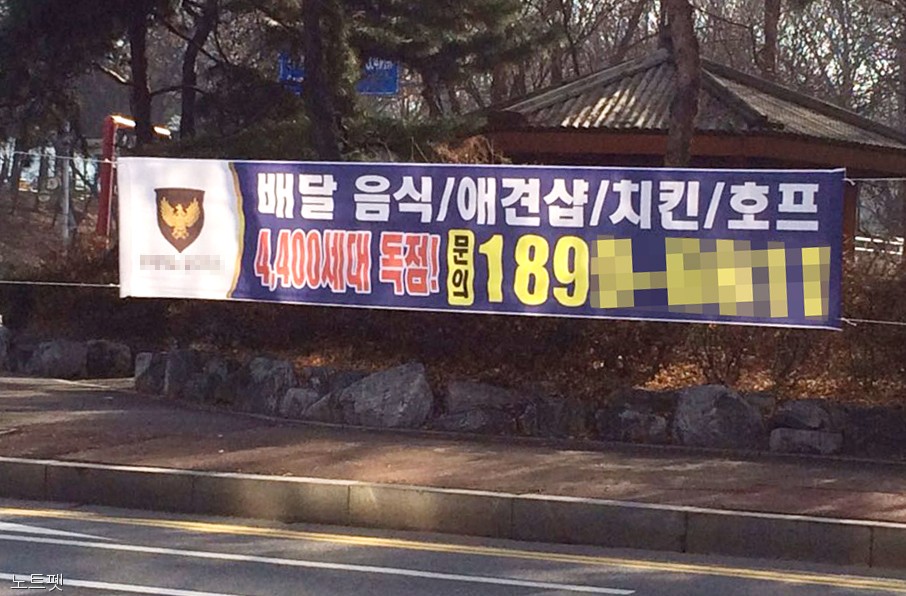 배달 음식/애견샵/치킨/호프
4,400세대 독점! 문의 189
노트펫